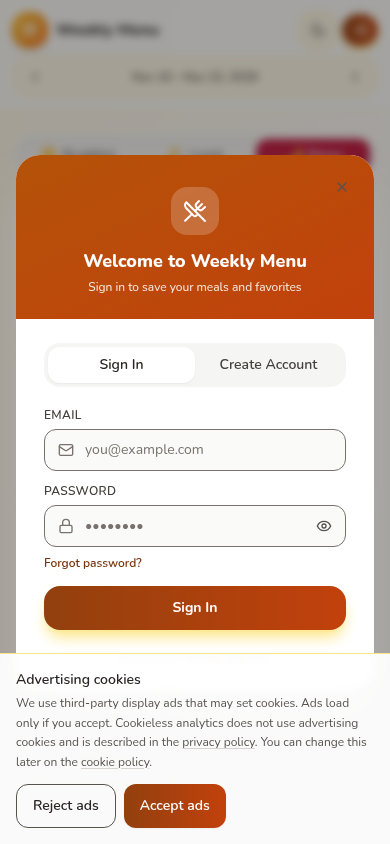 Weekly Menu
Welcome to Weekly Menu
Sign in to save your meals and favorites
Sign In
Create Account
EMAIL
you@example.com
PASSWORD
••••••••
Forgot password?
Sign In
Advertising cookies
We use third-party display ads that may set cookies. Ads load
only if you accept. Cookieless analytics does not use advertising
cookies and is described in the privacy policy. You can change this
later on the cookie policy.
Reject ads
Accept ads